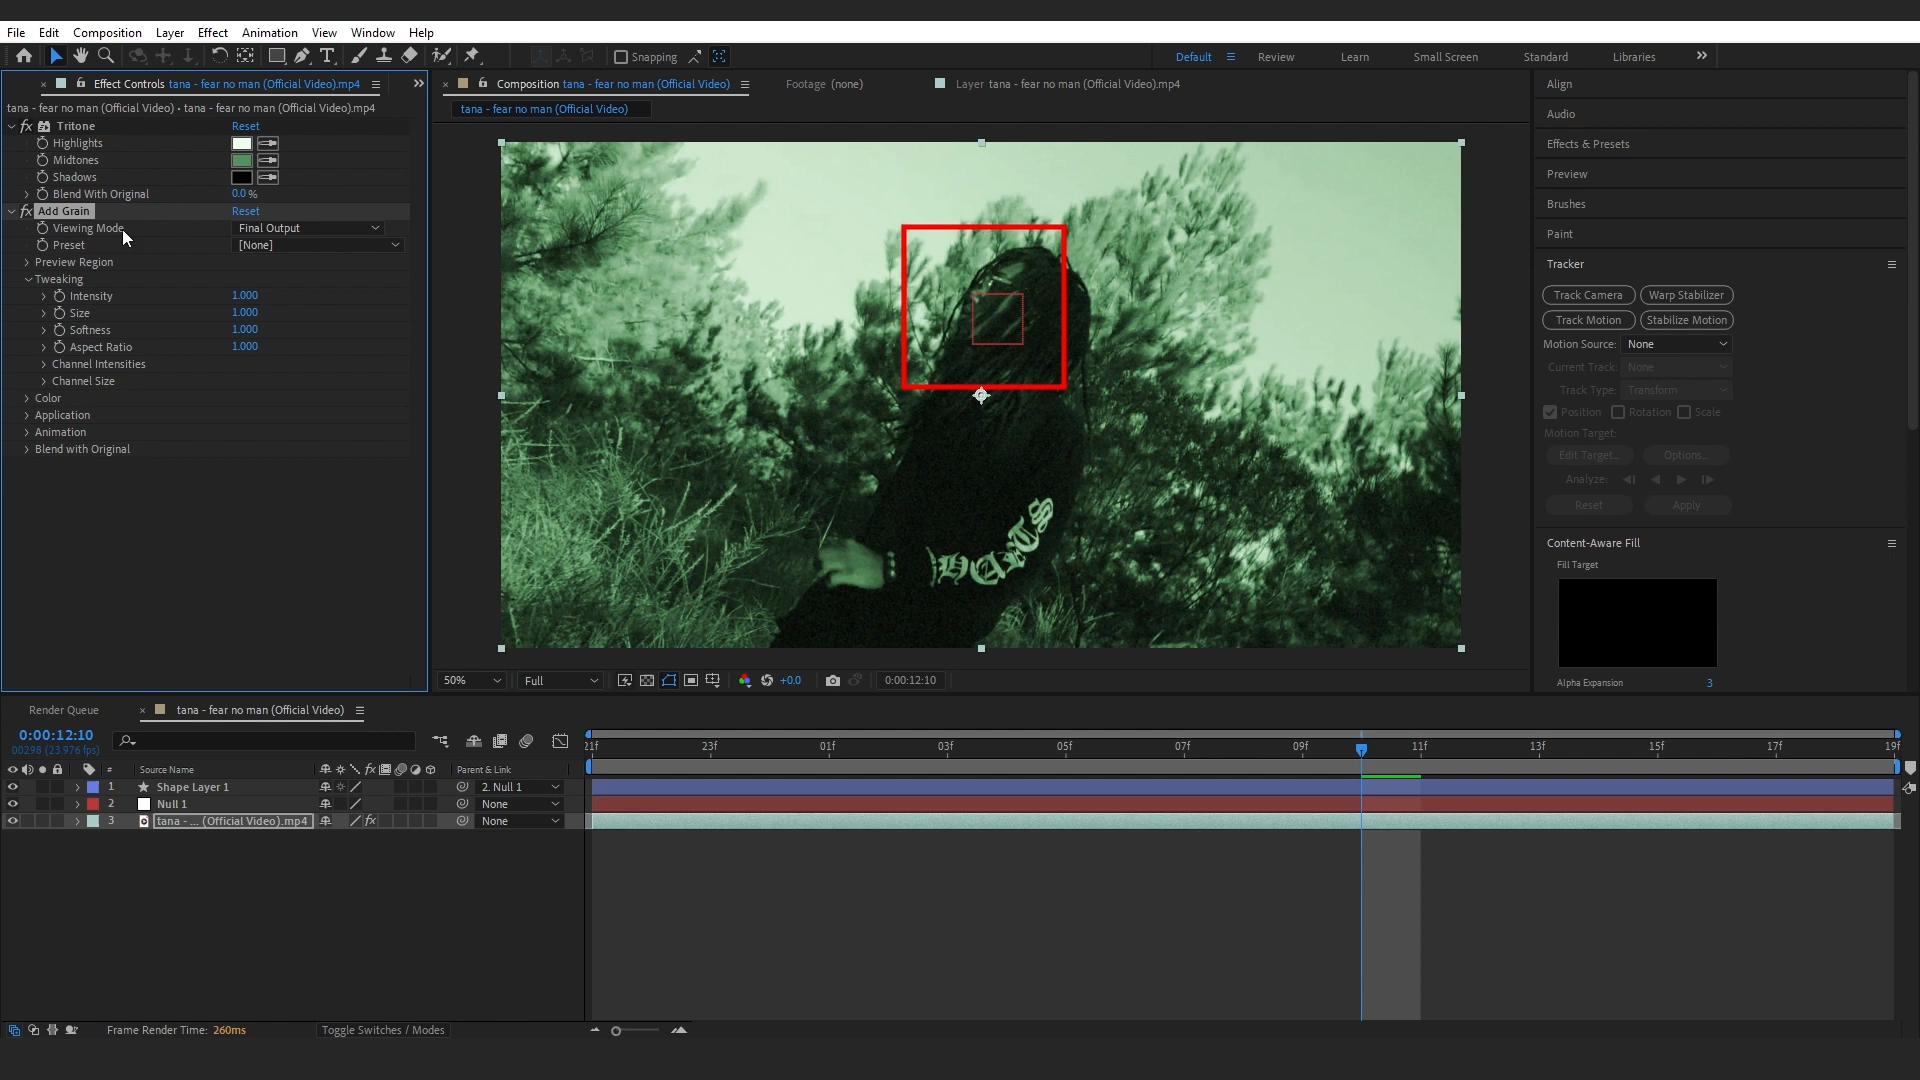 File Edit Composition Layer Effect Animation View Window Help
Snapping
Default Review Learn Small Screen Standard Libraries
Effect Controls tana - fear no man (Official Video).mp4
tana - fear no man (Official Video) • tana - fear no man (Official Video).mp4
fx Tritone Reset
Highlights
Midtones
Shadows
Blend With Original 0.0 %
fx Add Grain Reset
Viewing Mode Final Output
Preset [None]
Preview Region
Tweaking
Intensity 1.000
Size 1.000
Softness 1.000
Aspect Ratio 1.000
Channel Intensities
Channel Size
Color
Application
Animation
Blend with Original
Composition tana - fear no man (Official Video)
Footage (none)
Layer tana - fear no man (Official Video).mp4
tana - fear no man (Official Video)
50% Full +0.0 0:00:12:10
Align
Audio
Effects & Presets
Preview
Brushes
Paint
Tracker
Track Camera Warp Stabilizer
Track Motion Stabilize Motion
Motion Source: None
Current Track: None
Track Type: Transform
Position Rotation Scale
Motion Target:
Edit Target... Options...
Analyze:
Reset Apply
Content-Aware Fill
Fill Target
Alpha Expansion 3
Render Queue tana - fear no man (Official Video)
0:00:12:10
00298 (23.976 fps)
# Source Name fx Parent & Link
1 Shape Layer 1 2. Null 1
2 Null 1 None
3 tana - ... (Official Video).mp4 fx None
21f 23f 01f 03f 05f 07f 09f 11f 13f 15f 17f 19f
Frame Render Time: 260ms Toggle Switches / Modes